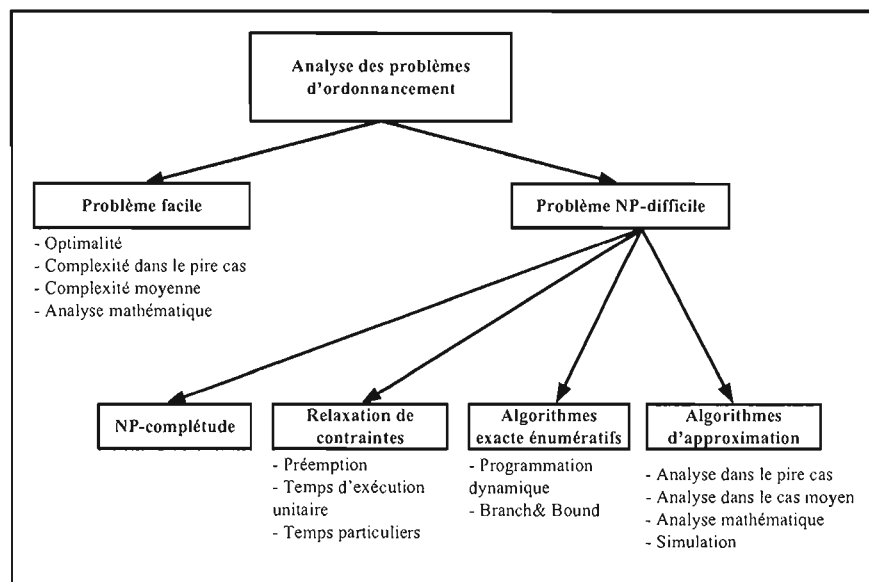 Analyse des problèmes
d'ordonnancement
Problème facile
- Optimalité
- Complexité dans le pire cas
- Complexité moyenne
- Analyse mathématique
Problème NP-difficile
NP-complétude
Relaxation de
contraintes
- Préemption
- Temps d'exécution
unitaire
- Temps particuliers
Algorithmes
exacte énumératifs
- Programmation
dynamique
- Branch& Bound
Algorithmes
d'approximation
- Analyse dans le pire cas
- Analyse dans le cas moyen
- Analyse mathématique
- Simulation